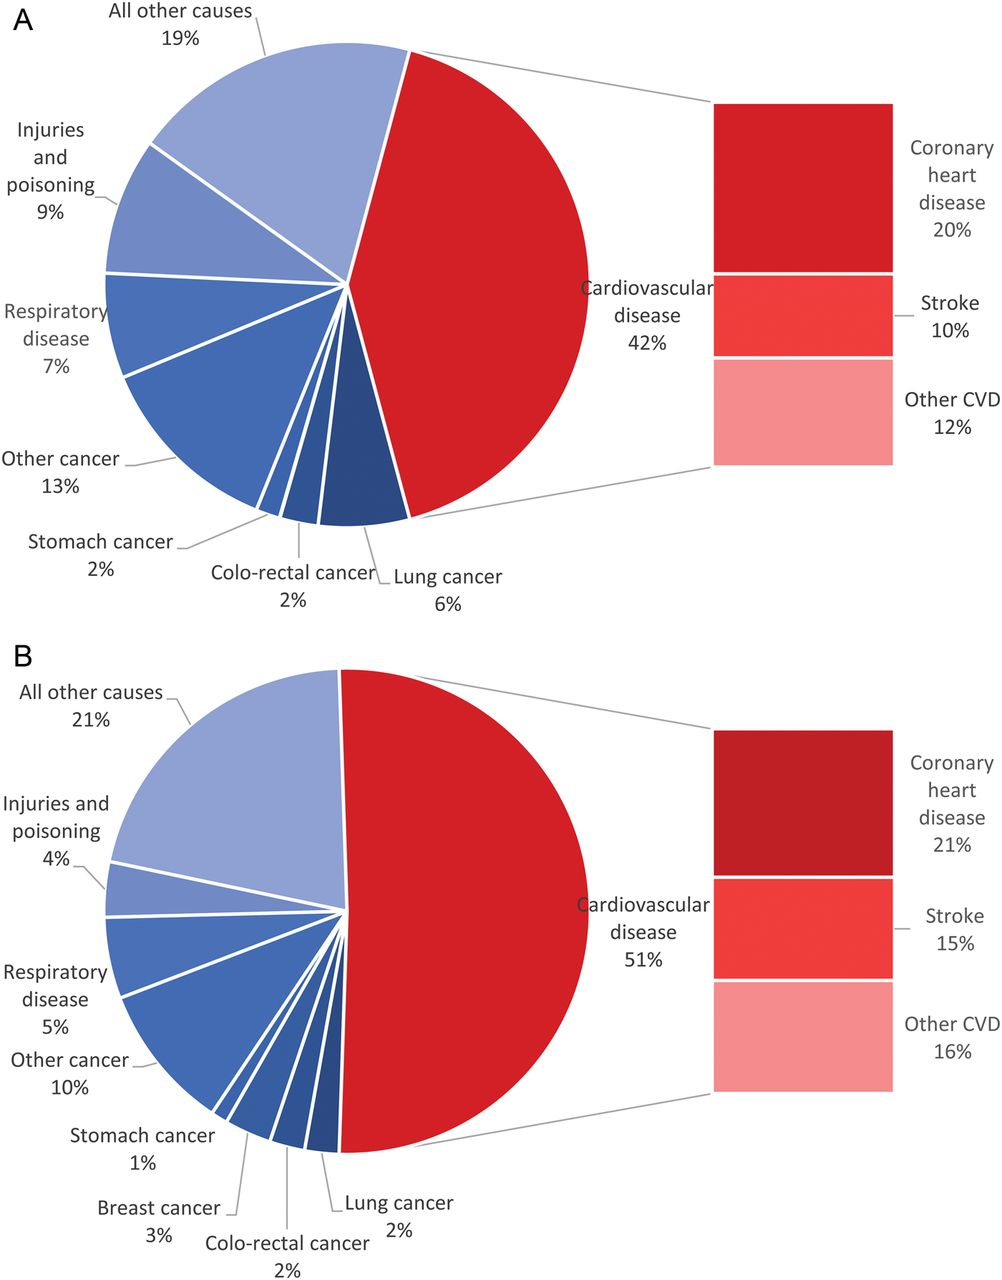 A
All other causes
19%
Injuries
and
poisoning
9%
Respiratory
disease
7%
Other cancer
13%
Stomach cancer
2%
Colo-rectal cancer
2%
Lung cancer
6%
Cardiovascular
disease
42%
Coronary
heart
disease
20%
Stroke
10%
Other CVD
12%
B
All other causes
21%
Injuries and
poisoning
4%
Respiratory
disease
5%
Other cancer
10%
Stomach cancer
1%
Breast cancer
3%
Colo-rectal cancer
2%
Lung cancer
2%
Cardiovascular
disease
51%
Coronary
heart
disease
21%
Stroke
15%
Other CVD
16%